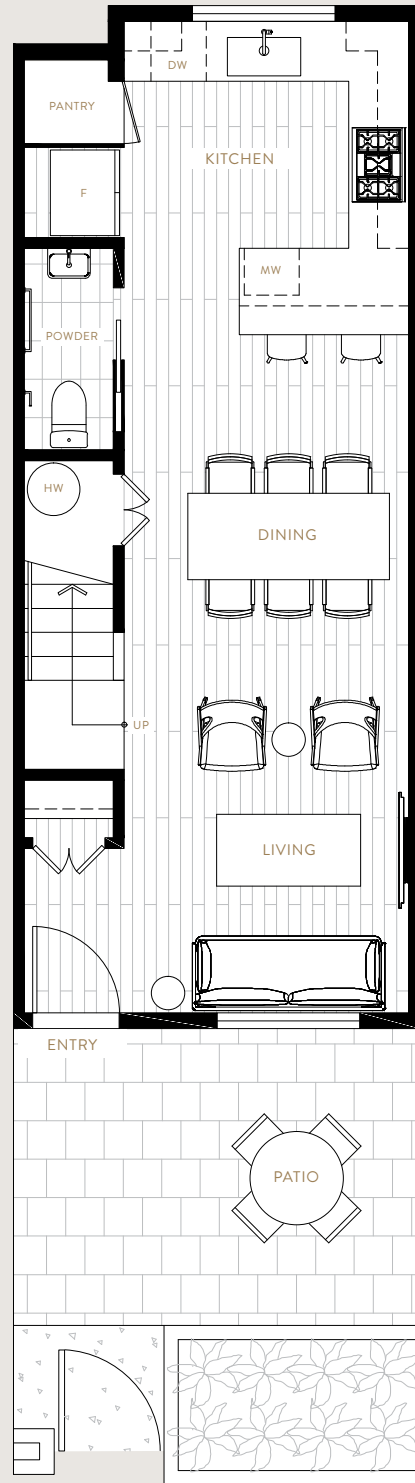 DW
PANTRY
KITCHEN
F
MW
POWDER
HW
DINING
UP
LIVING
ENTRY
PATIO